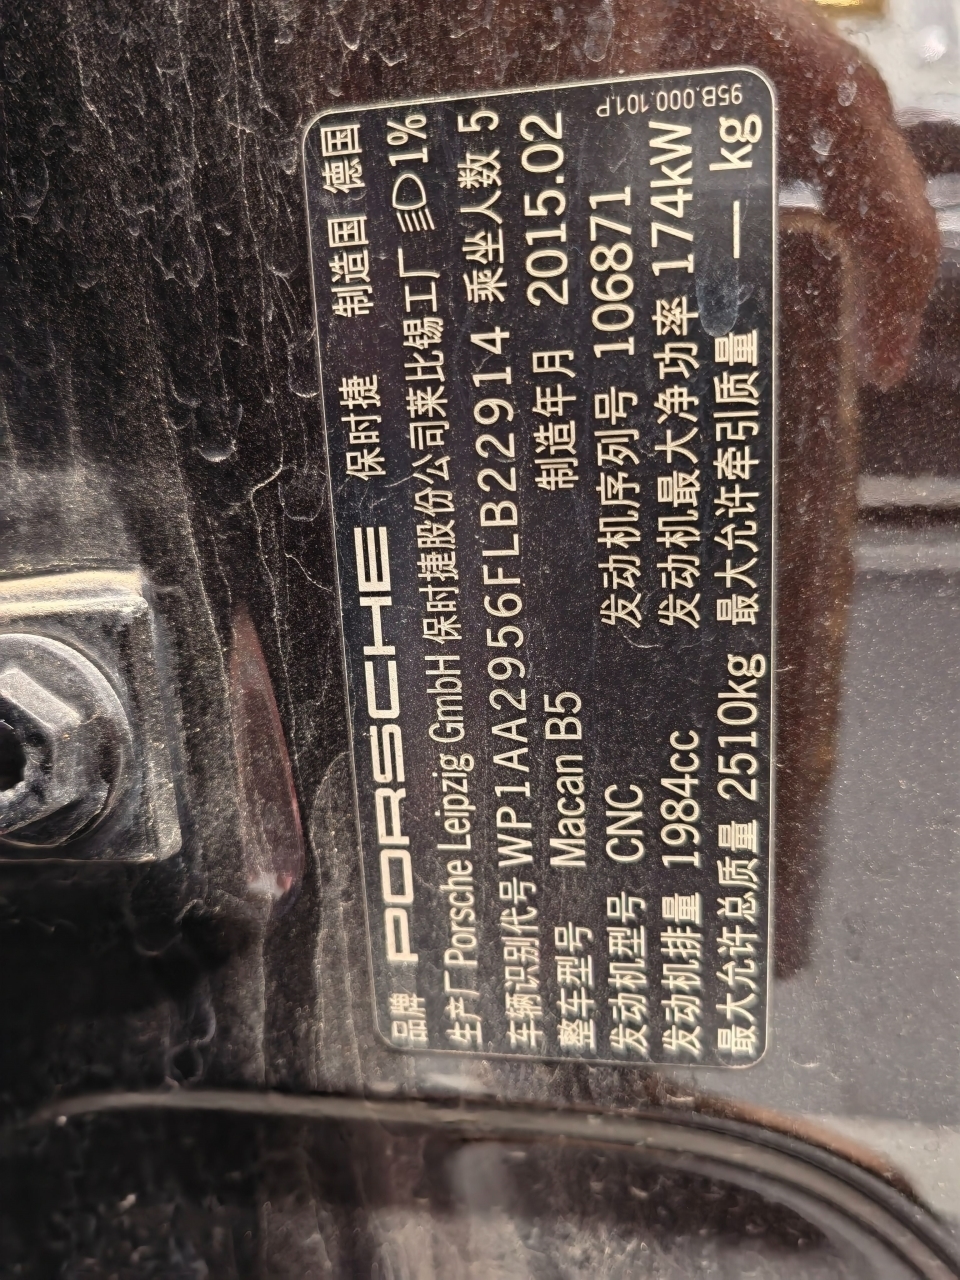 品牌 PORSCHE 保时捷 制造国 德国
生产厂 Porsche Leipzig GmbH 保时捷股份公司莱比锡工厂 1%
车辆识别代号 WP1AA2956FLB22914 乘坐人数 5
整车型号 Macan B5 制造年月 2015.02
发动机型号 CNC 发动机序列号 106871
发动机排量 1984cc 发动机最大净功率 174kW
最大允许总质量 2510kg 最大允许牵引质量 — kg
95B.000.101.P